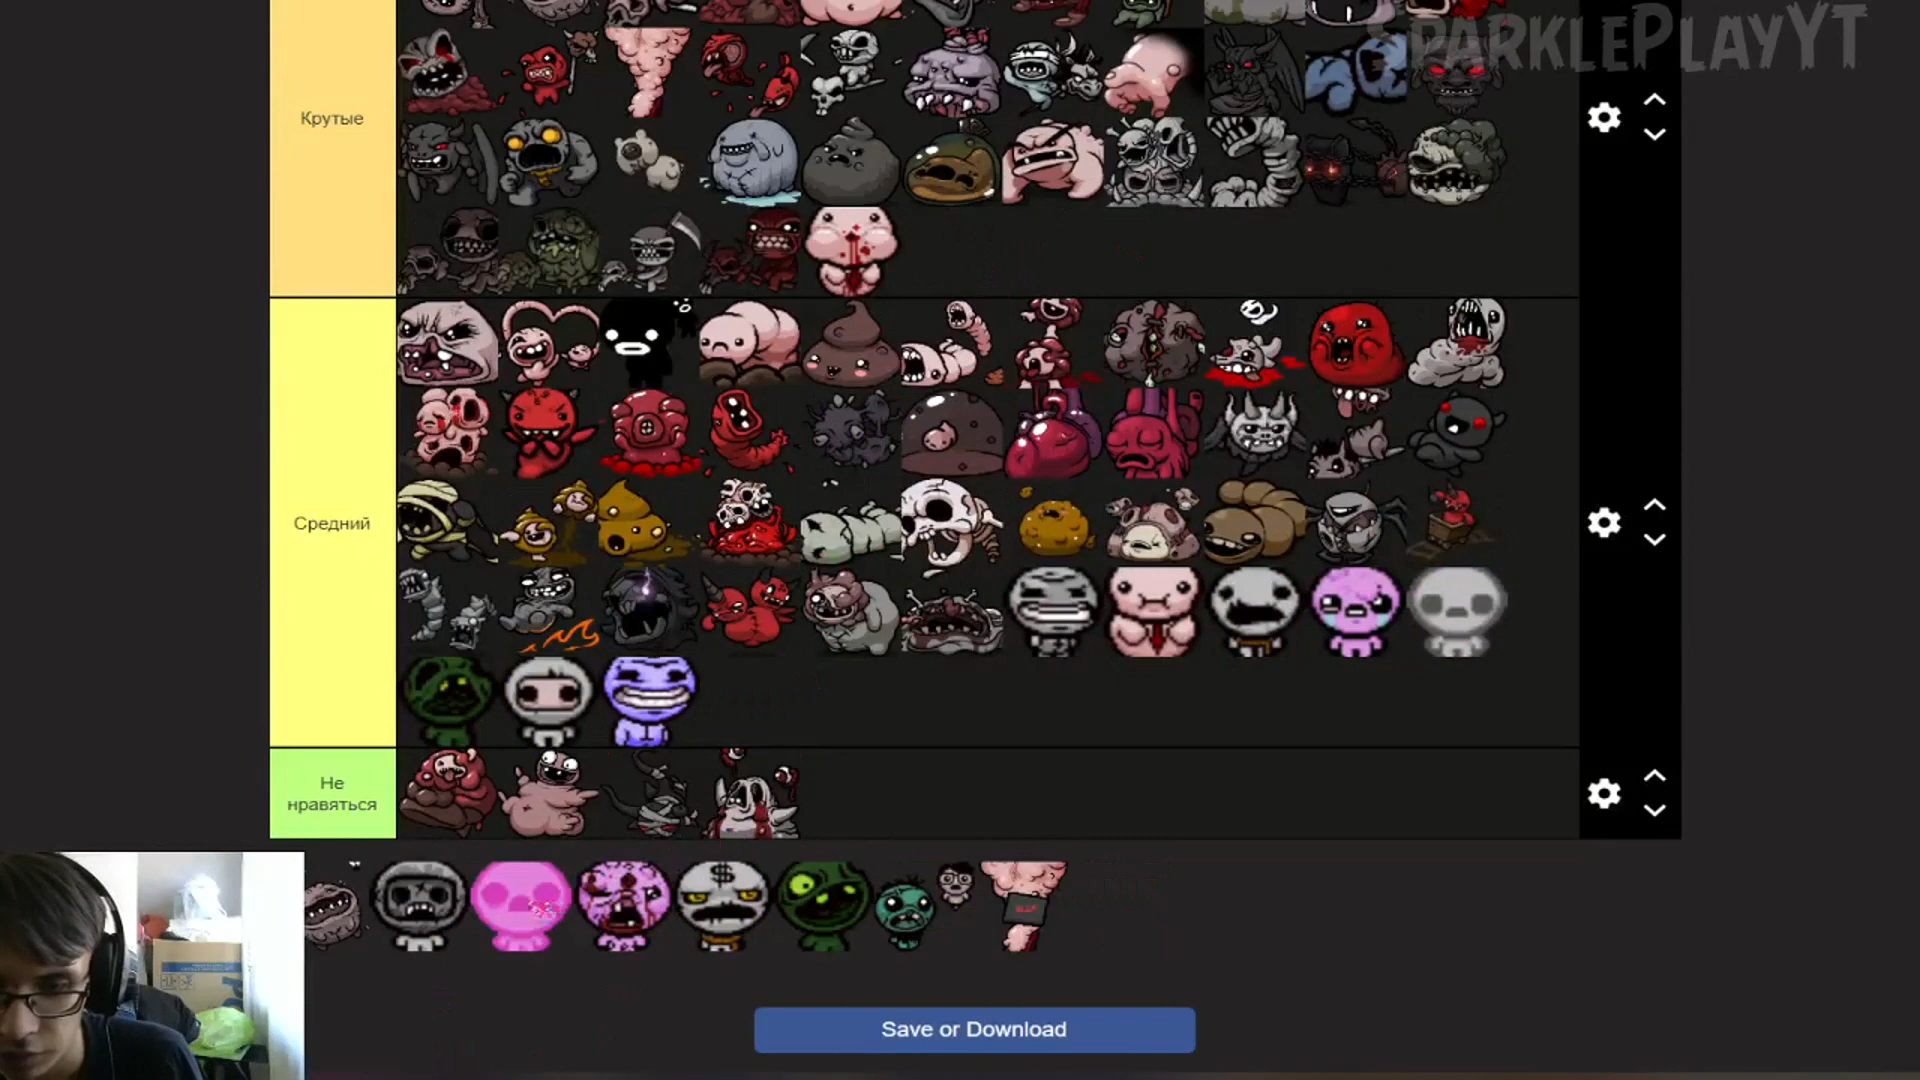 SPARKLEPLAYYT
Крутые
Средний
Не
нравяться
$
Save or Download